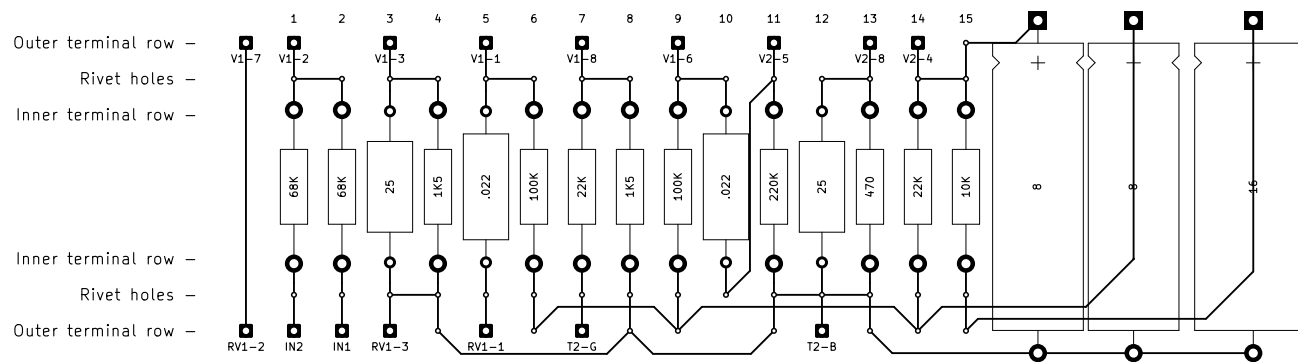 1 2 3 4 5 6 7 8 9 10 11 12 13 14 15
Outer terminal row –
V1-7 V1-2 V1-3 V1-1 V1-8 V1-6 V2-5 V2-8 V2-4
Rivet holes –
Inner terminal row –
68K 68K 25 1K5 .022 100K 22K 1K5 100K .022 220K 25 470 22K 10K 8 8 16
Inner terminal row –
Rivet holes –
Outer terminal row –
RV1-2 IN2 IN1 RV1-3 RV1-1 T2-G T2-B